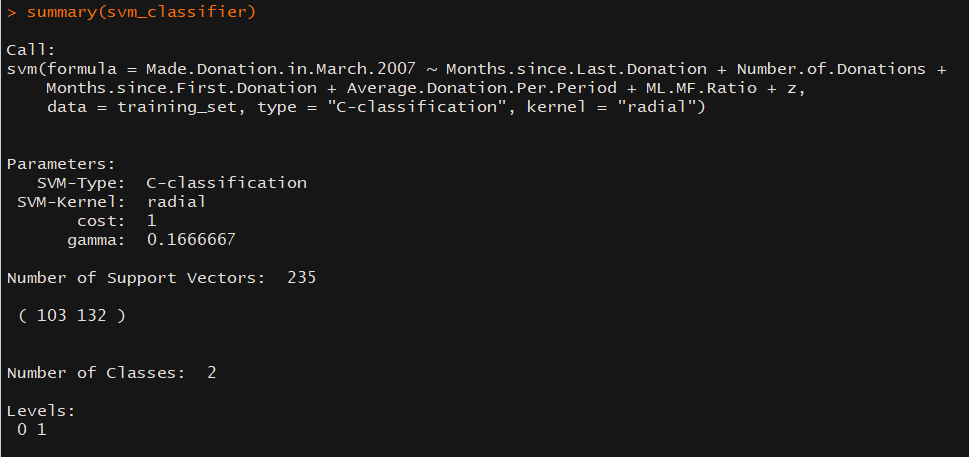 > summary(svm_classifier)
Call:
svm(formula = Made.Donation.in.March.2007 ~ Months.since.Last.Donation + Number.of.Donations +
Months.since.First.Donation + Average.Donation.Per.Period + ML.MF.Ratio + z,
data = training_set, type = "C-classification", kernel = "radial")
Parameters:
SVM-Type: C-classification
SVM-Kernel: radial
cost: 1
gamma: 0.1666667
Number of Support Vectors: 235
( 103 132 )
Number of Classes: 2
Levels:
0 1